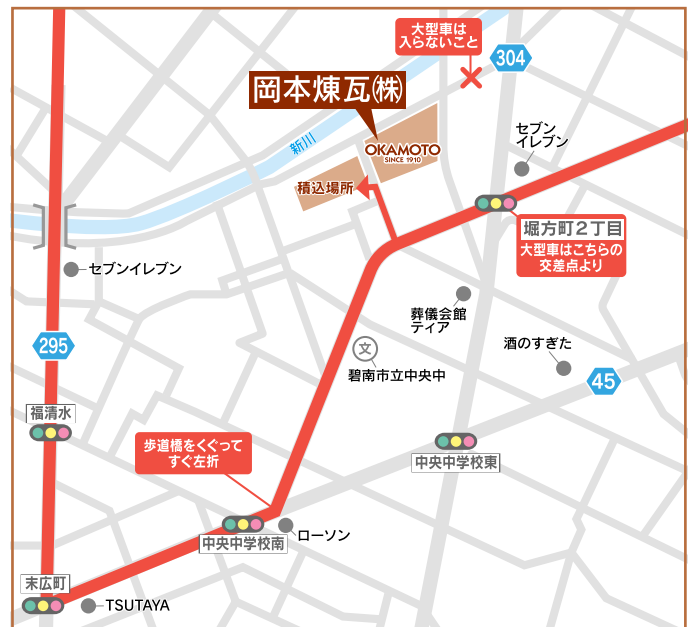 大型車は
入らないこと
304
岡本煉瓦㈱
新川
OKAMOTO
SINCE 1910
セブン
イレブン
積込場所
堀方町2丁目
大型車はこちらの
交差点より
セブンイレブン
葬儀会館
ティア
295
酒のすぎた
文
碧南市立中央中
45
福清水
歩道橋をくぐって
すぐ左折
中央中学校東
中央中学校南
ローソン
末広町
TSUTAYA